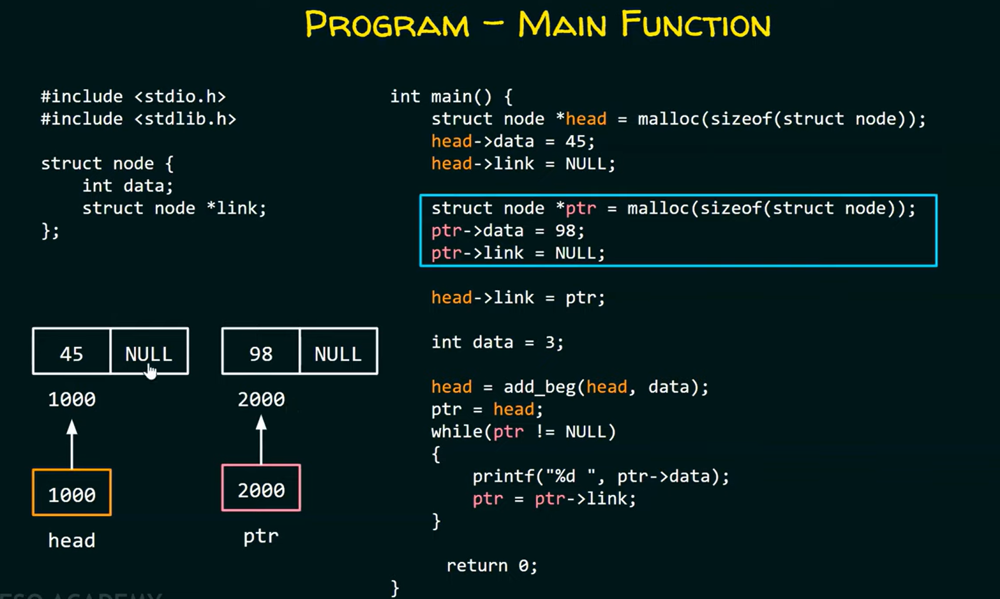 PROGRAM – MAIN FUNCTION
#include <stdio.h>
#include <stdlib.h>
struct node {
    int data;
    struct node *link;
};
int main() {
    struct node *head = malloc(sizeof(struct node));
    head->data = 45;
    head->link = NULL;
    struct node *ptr = malloc(sizeof(struct node));
    ptr->data = 98;
    ptr->link = NULL;
    head->link = ptr;
    int data = 3;
    head = add_beg(head, data);
    ptr = head;
    while(ptr != NULL)
    {
        printf("%d ", ptr->data);
        ptr = ptr->link;
    }
    return 0;
}
45 NULL 98 NULL
1000 2000
1000 2000
head ptr
ESO ACADEMY